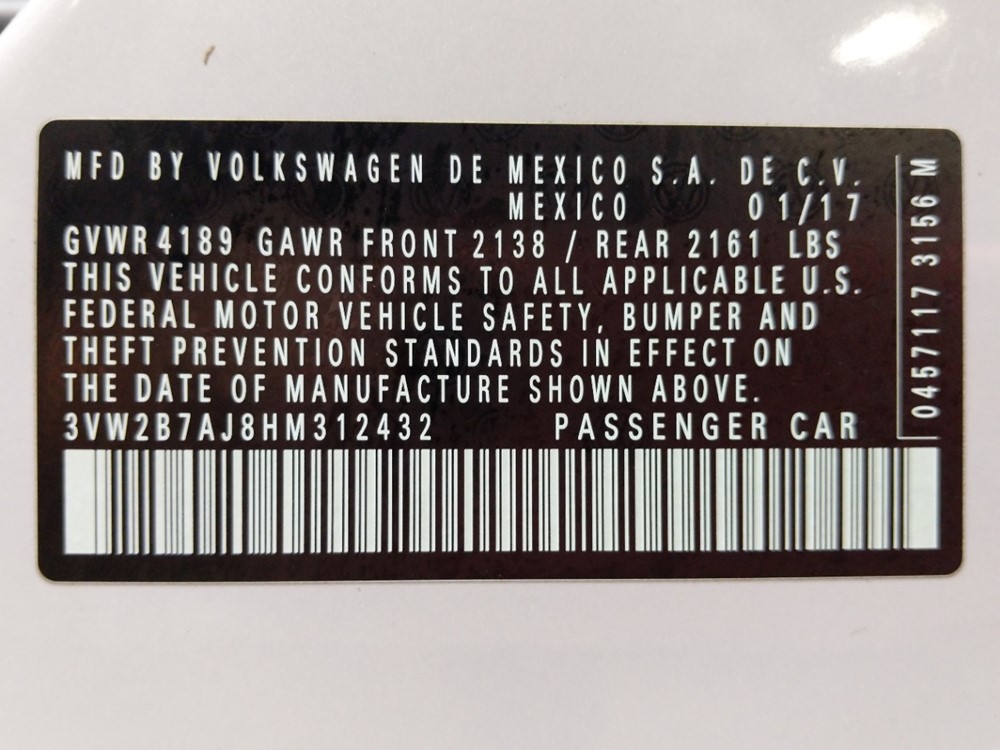 MFD BY VOLKSWAGEN DE MEXICO S.A. DE C.V.
MEXICO 01/17
GVWR 4189 GAWR FRONT 2138 / REAR 2161 LBS
THIS VEHICLE CONFORMS TO ALL APPLICABLE U.S.
FEDERAL MOTOR VEHICLE SAFETY, BUMPER AND
THEFT PREVENTION STANDARDS IN EFFECT ON
THE DATE OF MANUFACTURE SHOWN ABOVE.
3VW2B7AJ8HM312432 PASSENGER CAR
0457117 3156 M